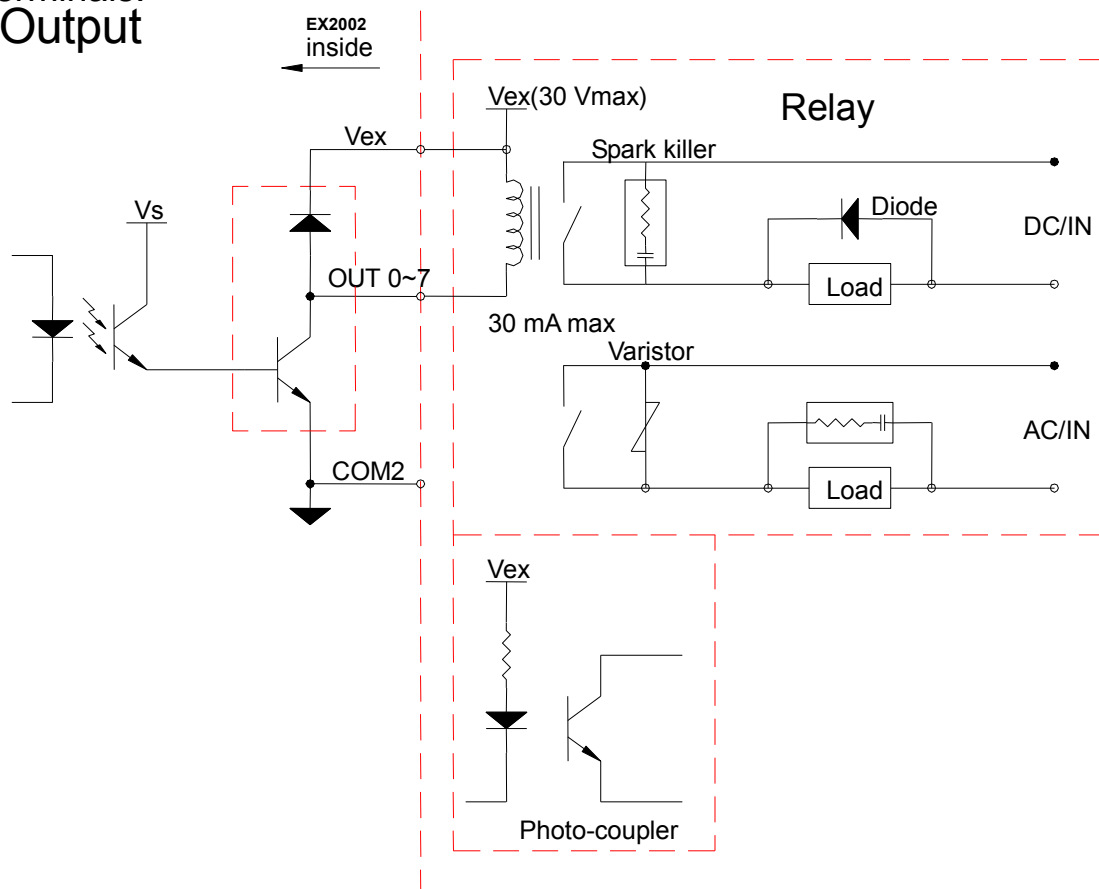 Output
EX2002
inside
Vex(30 Vmax)
Relay
Vex
Spark killer
Vs
Diode
DC/IN
OUT 0~7
Load
30 mA max
Varistor
AC/IN
COM2
Load
Vex
Photo-coupler